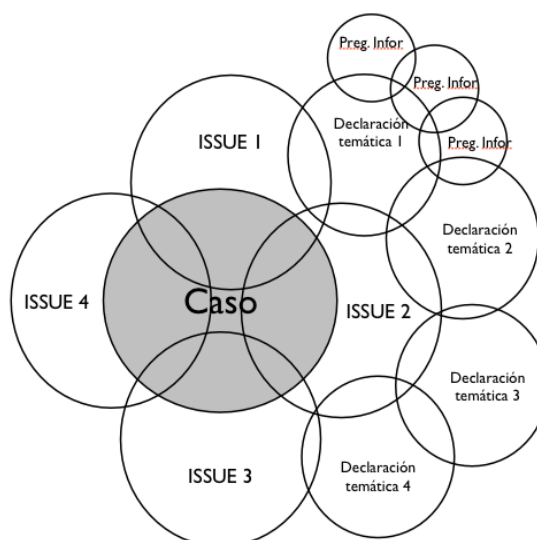 Preg. Infor
Preg. Infor
Preg. Infor
Declaración
temática 1
ISSUE 1
Declaración
temática 2
Caso
ISSUE 4
ISSUE 2
Declaración
temática 3
ISSUE 3
Declaración
temática 4